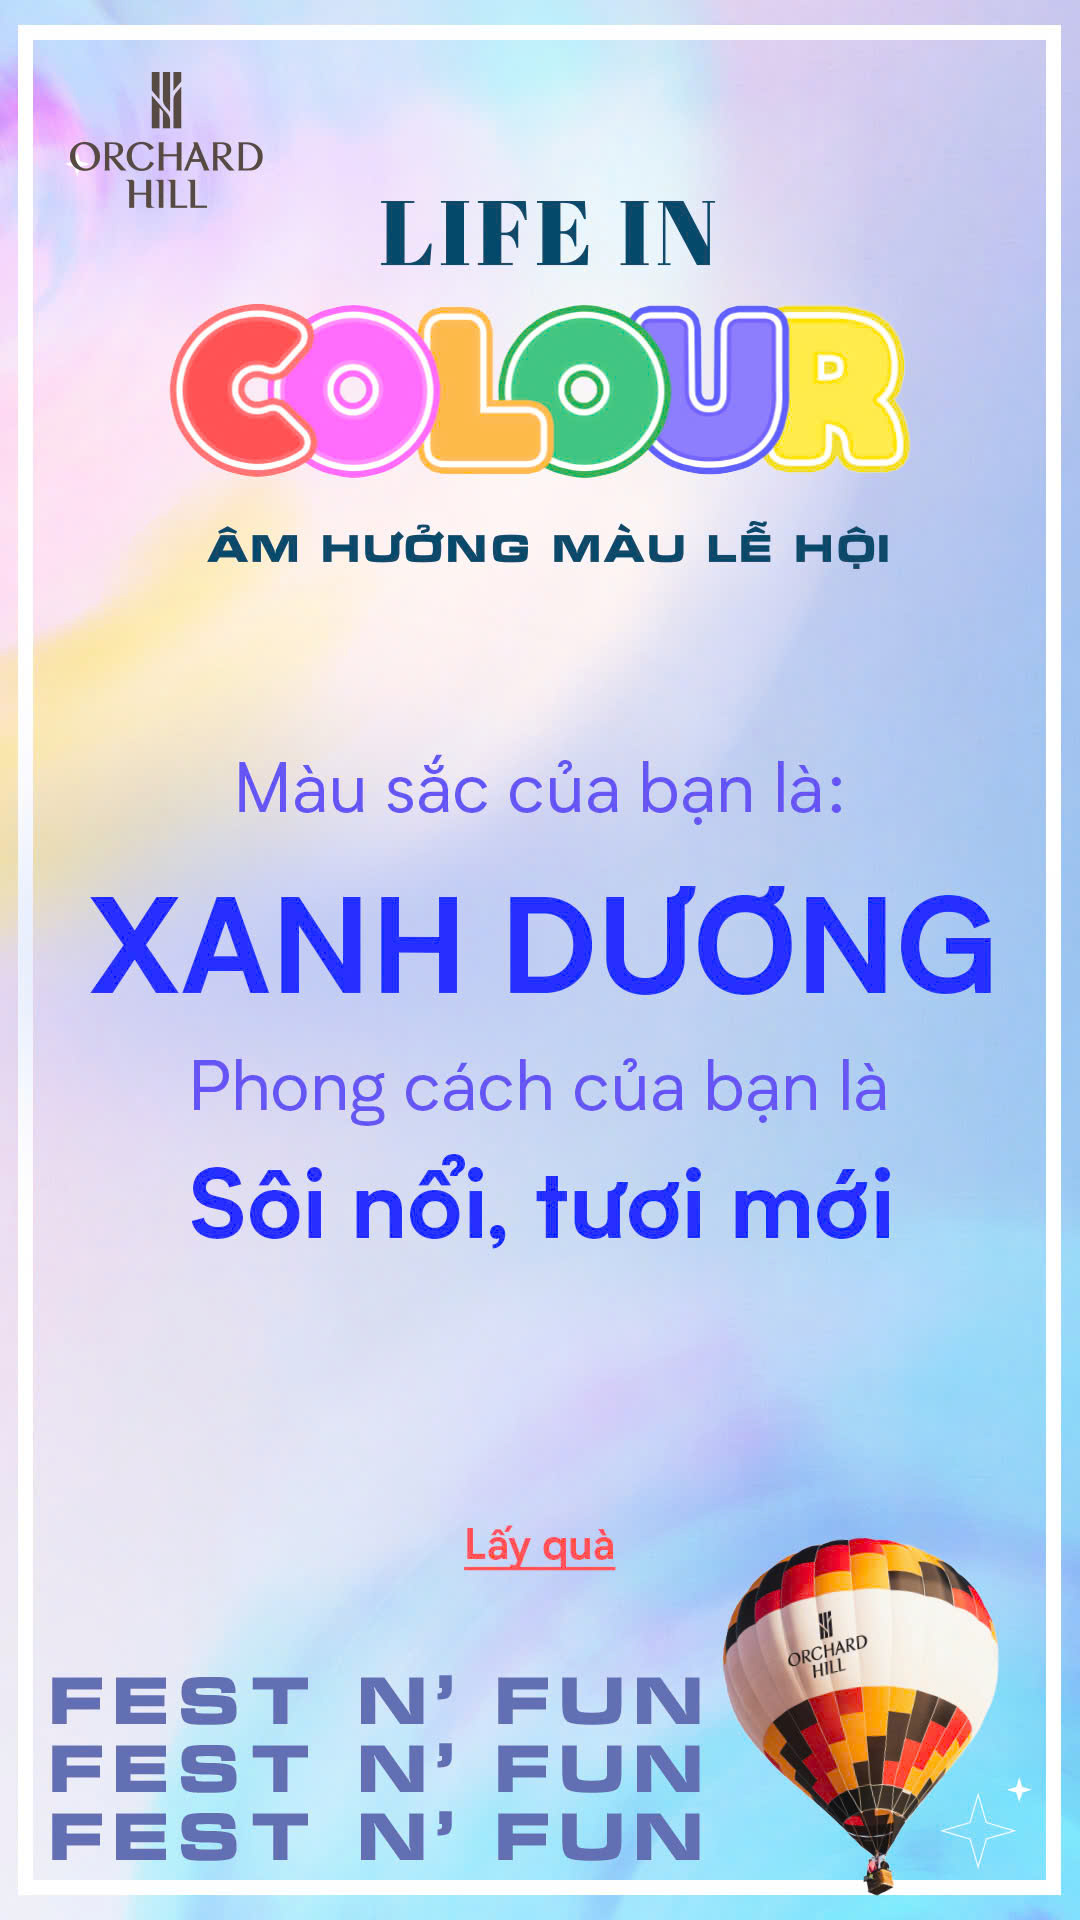 ORCHARD
HILL
LIFE IN
COLOUR
ÂM HƯỞNG MÀU LỄ HỘI
Màu sắc của bạn là:
XANH DƯƠNG
Phong cách của bạn là
Sôi nổi, tươi mới
Lấy quà
ORCHARD
HILL
FEST N’ FUN
FEST N’ FUN
FEST N’ FUN